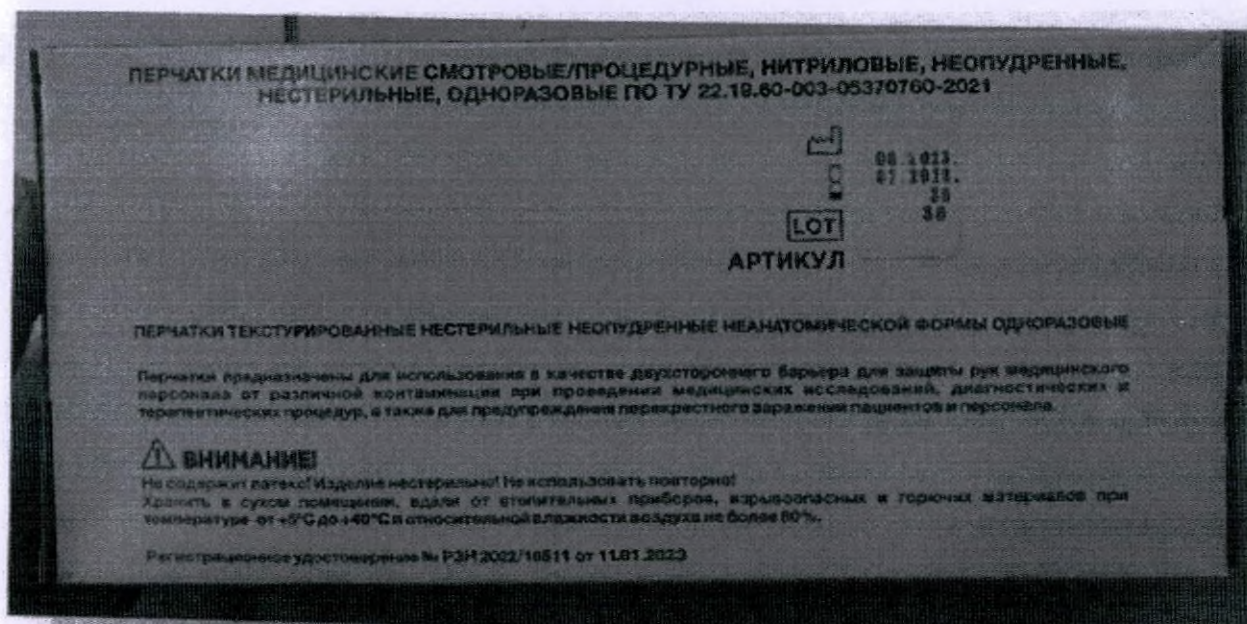 ПЕРЧАТКИ МЕДИЦИНСКИЕ СМОТРОВЫЕ/ПРОЦЕДУРНЫЕ, НИТРИЛОВЫЕ, НЕОПУДРЕННЫЕ,
НЕСТЕРИЛЬНЫЕ, ОДНОРАЗОВЫЕ ПО ТУ 22.19.60-003-05370760-2021
LOT
АРТИКУЛ
ПЕРЧАТКИ ТЕКСТУРИРОВАННЫЕ НЕСТЕРИЛЬНЫЕ НЕОПУДРЕННЫЕ НЕАНАТОМИЧЕСКОЙ ФОРМЫ ОДНОРАЗОВЫЕ
Перчатки предназначены для использования в качестве двухстороннего барьера для защиты рук медицинского
персонала от различной контаминации при проведении медицинских исследований, диагностических и
терапевтических процедур, а также для предупреждения перекрестного заражения пациентов и персонала.
ВНИМАНИЕ!
Не содержит латекс! Изделие нестерильно! Не использовать повторно!
Хранить в сухом помещении, вдали от отопительных приборов, взрывоопасных и горючих материалов при
температуре от +5°C до +40°C и относительной влажности воздуха не более 80%.
Регистрационное удостоверение № РЗН от 11.01.2023